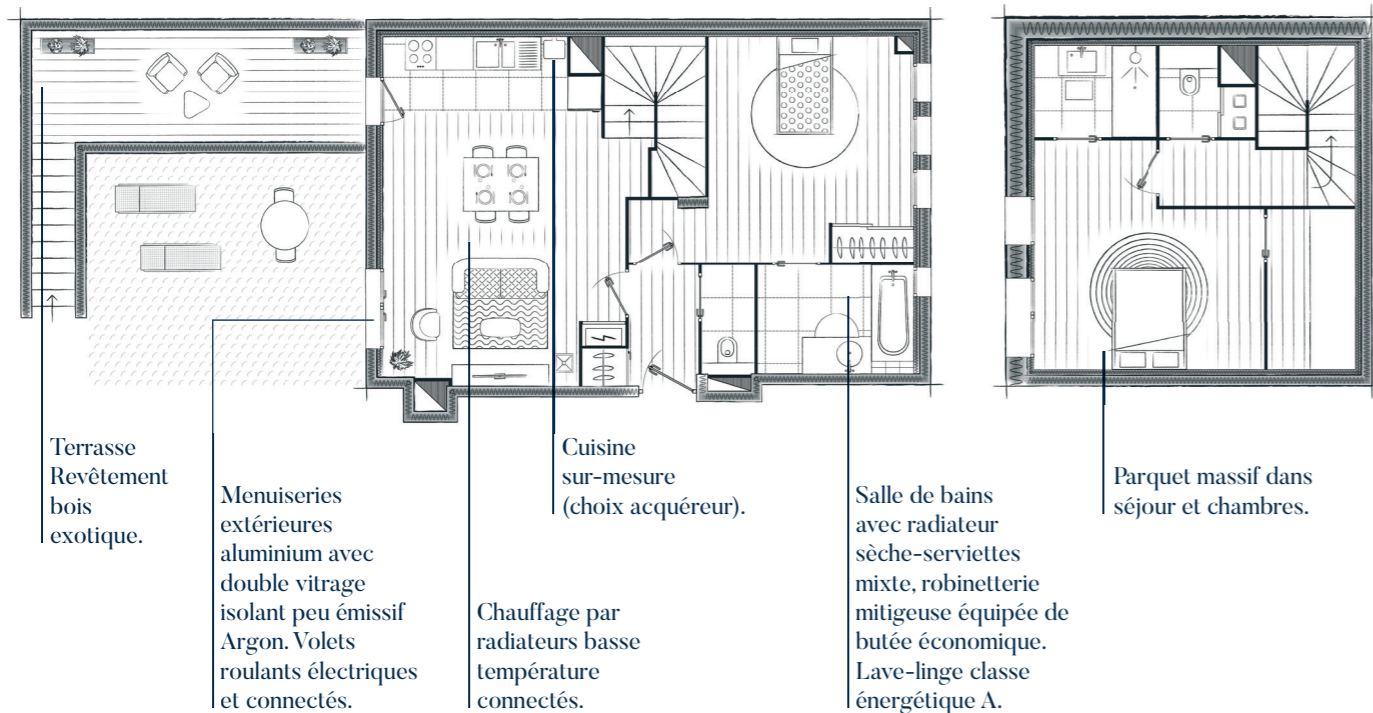 Terrasse
Revêtement
bois
exotique.
Menuiseries
extérieures
aluminium avec
double vitrage
isolant peu émissif
Argon. Volets
roulants électriques
et connectés.
Chauffage par
radiateurs basse
température
connectés.
Cuisine
sur-mesure
(choix acquéreur).
Salle de bains
avec radiateur
sèche-serviettes
mixte, robinetterie
mitigeuse équipée de
butée économique.
Lave-linge classe
énergétique A.
Parquet massif dans
séjour et chambres.